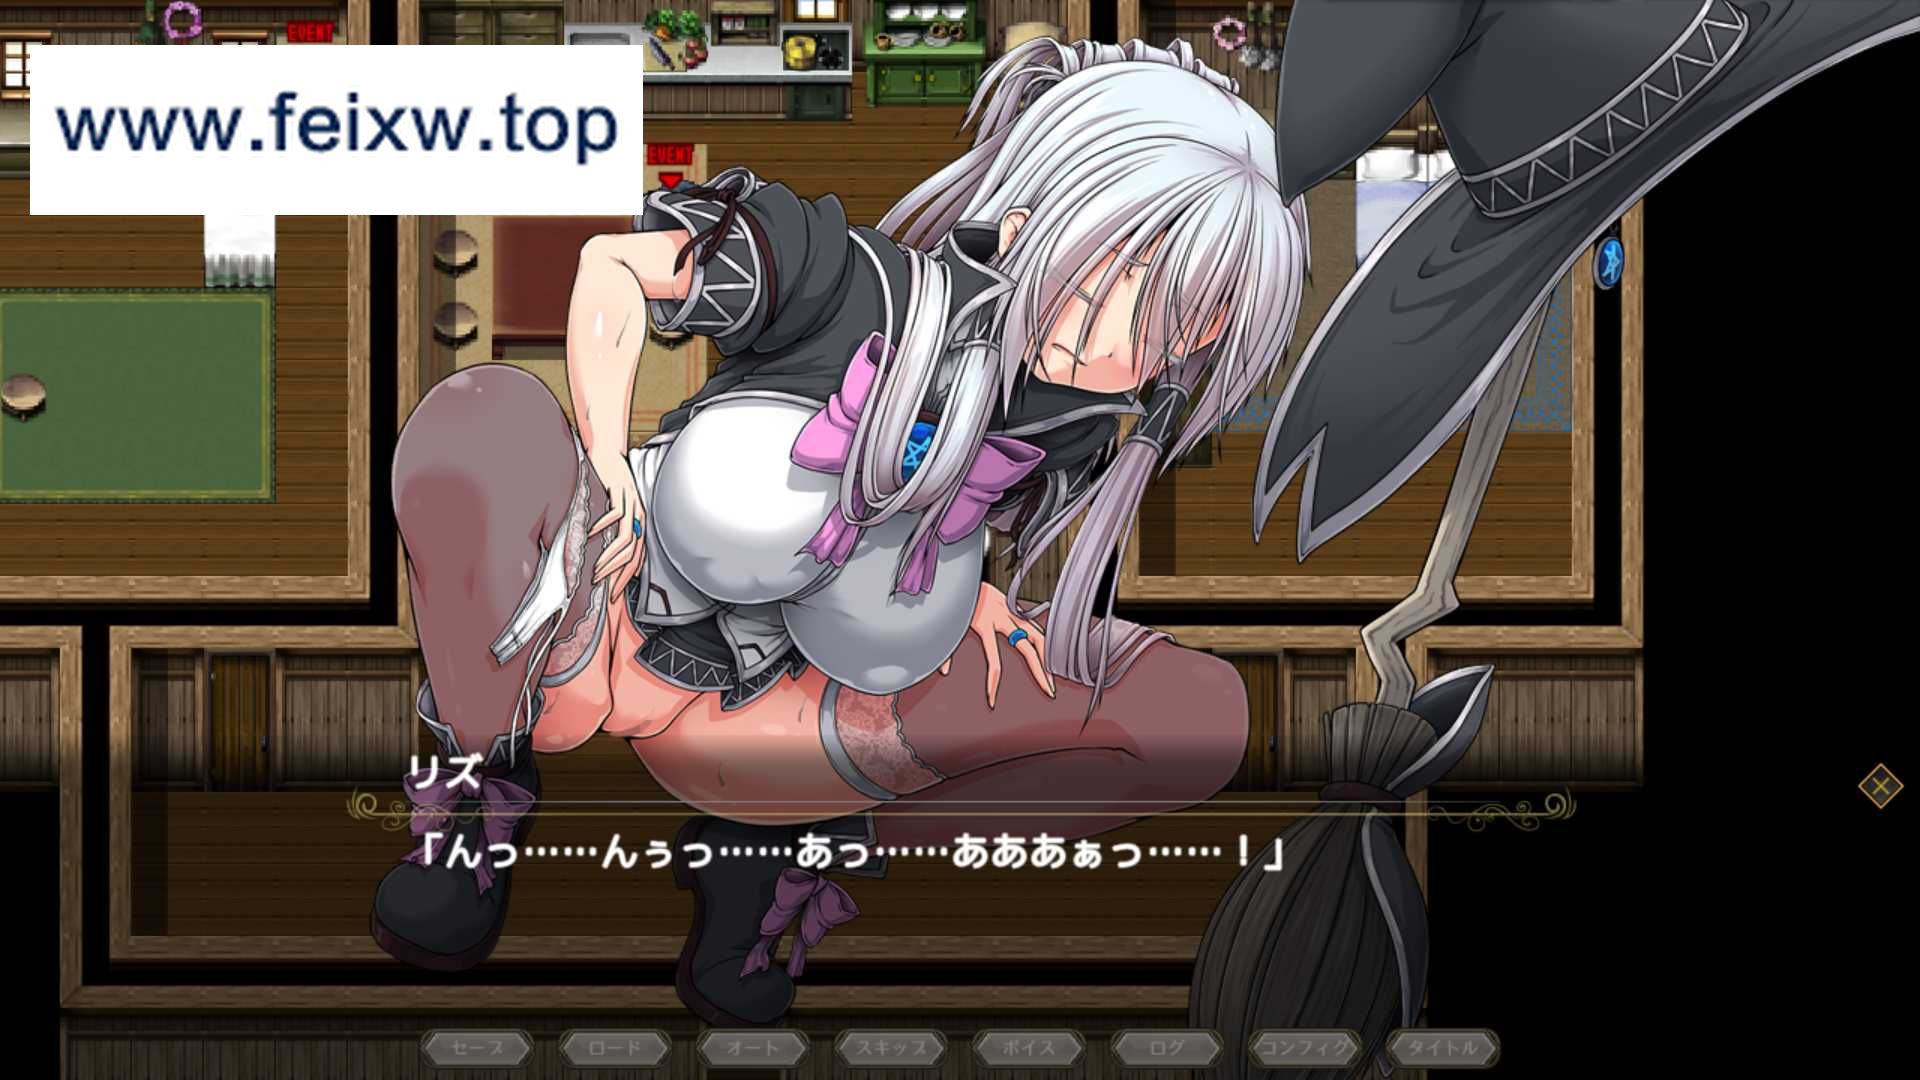 EVENT
www.feixw.top
EVENT
リズ
「んっ……んぅっ……あっ……あああぁっ……！」
セーブ
ロード
オート
スキップ
ボイス
ログ
コンフィグ
タイトル